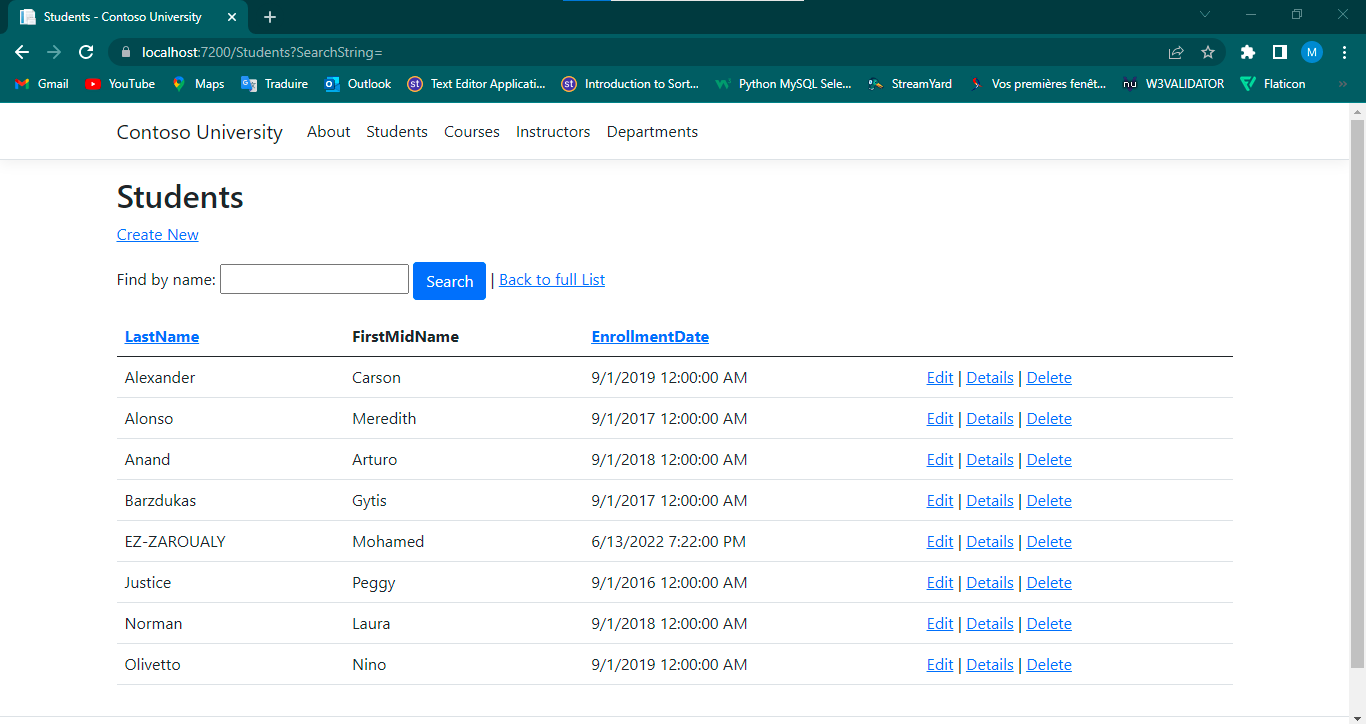 Students - Contoso University
localhost:7200/Students?SearchString=
M
Gmail YouTube Maps Traduire Outlook st Text Editor Applicati... st Introduction to Sort... Python MySQL Sele... StreamYard Vos premières fenêt... nu W3VALIDATOR Flaticon »
Contoso University About Students Courses Instructors Departments
Students
Create New
Find by name: Search | Back to full List
LastName FirstMidName EnrollmentDate
Alexander Carson 9/1/2019 12:00:00 AM Edit | Details | Delete
Alonso Meredith 9/1/2017 12:00:00 AM Edit | Details | Delete
Anand Arturo 9/1/2018 12:00:00 AM Edit | Details | Delete
Barzdukas Gytis 9/1/2017 12:00:00 AM Edit | Details | Delete
EZ-ZAROUALY Mohamed 6/13/2022 7:22:00 PM Edit | Details | Delete
Justice Peggy 9/1/2016 12:00:00 AM Edit | Details | Delete
Norman Laura 9/1/2018 12:00:00 AM Edit | Details | Delete
Olivetto Nino 9/1/2019 12:00:00 AM Edit | Details | Delete